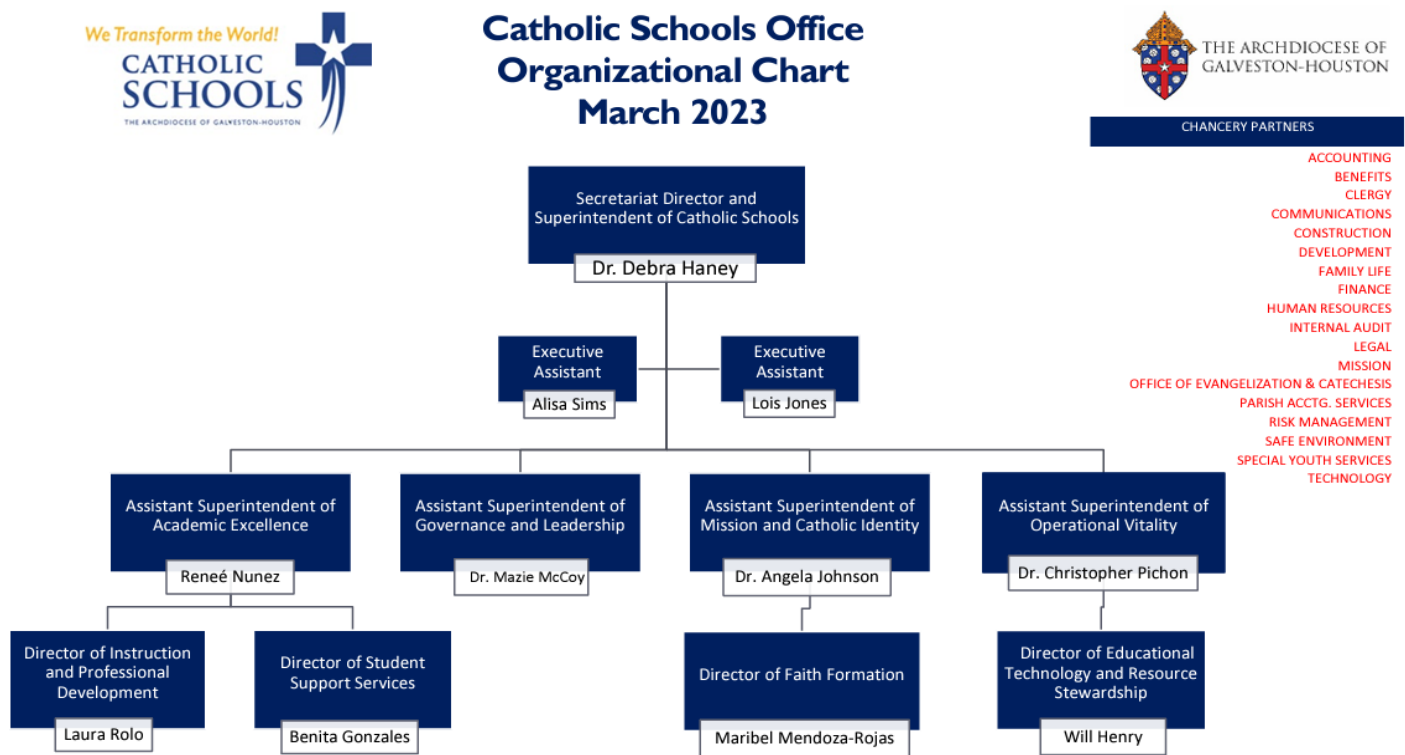 We Transform the World!
CATHOLIC
SCHOOLS
THE ARCHDIOCESE OF GALVESTON-HOUSTON
Catholic Schools Office
Organizational Chart
March 2023
THE ARCHDIOCESE OF
GALVESTON-HOUSTON
CHANCERY PARTNERS
ACCOUNTING
BENEFITS
CLERGY
COMMUNICATIONS
CONSTRUCTION
DEVELOPMENT
FAMILY LIFE
FINANCE
HUMAN RESOURCES
INTERNAL AUDIT
LEGAL
MISSION
OFFICE OF EVANGELIZATION & CATECHESIS
PARISH ACCTG. SERVICES
RISK MANAGEMENT
SAFE ENVIRONMENT
SPECIAL YOUTH SERVICES
TECHNOLOGY
Secretariat Director and
Superintendent of Catholic Schools
Dr. Debra Haney
Executive
Assistant
Alisa Sims
Executive
Assistant
Lois Jones
Assistant Superintendent of
Academic Excellence
Reneé Nunez
Assistant Superintendent of
Governance and Leadership
Dr. Mazie McCoy
Assistant Superintendent of
Mission and Catholic Identity
Dr. Angela Johnson
Assistant Superintendent of
Operational Vitality
Dr. Christopher Pichon
Director of Instruction
and Professional
Development
Laura Rolo
Director of Student
Support Services
Benita Gonzales
Director of Faith Formation
Maribel Mendoza-Rojas
Director of Educational
Technology and Resource
Stewardship
Will Henry